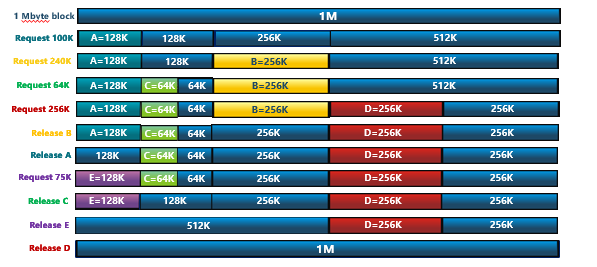 1 Mbyte block 1M
Request 100K A=128K 128K 256K 512K
Request 240K A=128K 128K B=256K 512K
Request 64K A=128K C=64K 64K B=256K 512K
Request 256K A=128K C=64K 64K B=256K D=256K 256K
Release B A=128K C=64K 64K 256K D=256K 256K
Release A 128K C=64K 64K 256K D=256K 256K
Request 75K E=128K C=64K 64K 256K D=256K 256K
Release C E=128K 128K 256K D=256K 256K
Release E 512K D=256K 256K
Release D 1M